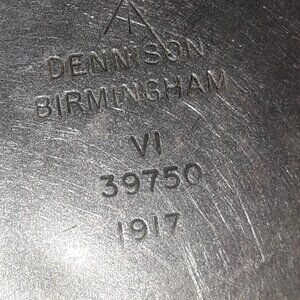 DENNISON
BIRMINGHAM
VI
39750
1917